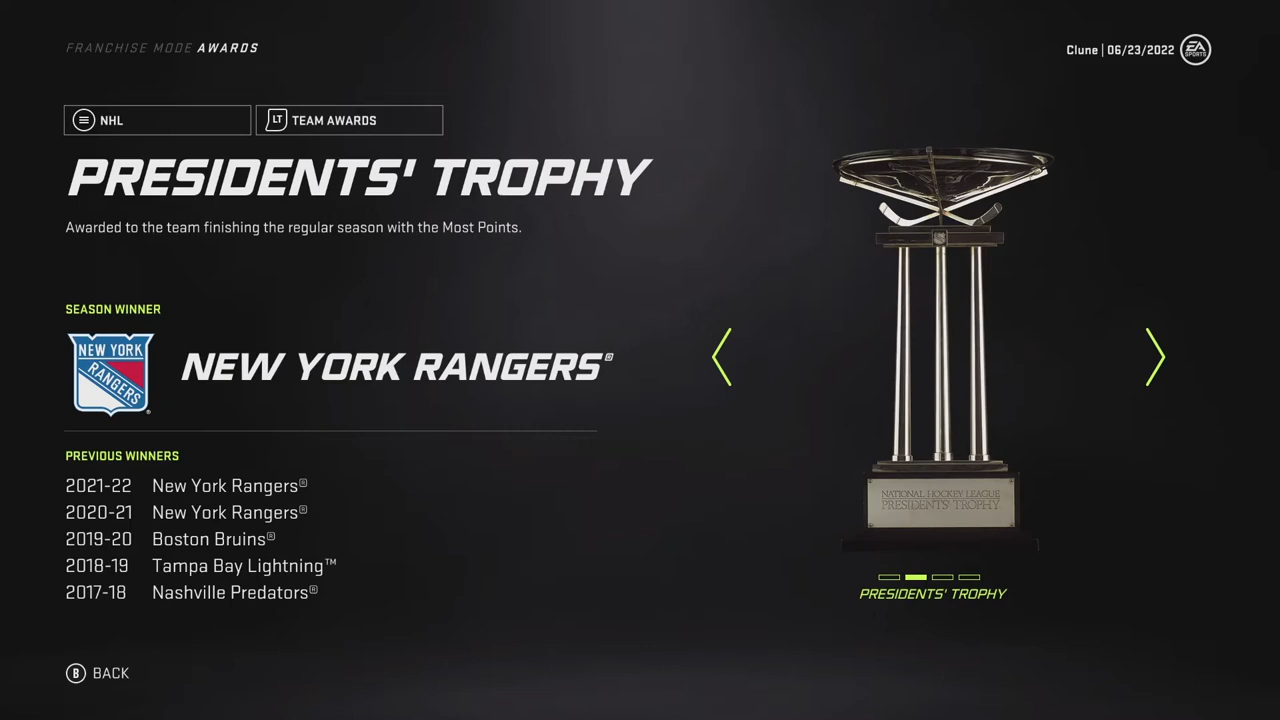 FRANCHISE MODE AWARDS
Clune | 06/23/2022
EA SPORTS
NHL
LT TEAM AWARDS
PRESIDENTS' TROPHY
Awarded to the team finishing the regular season with the Most Points.
SEASON WINNER
NEW YORK RANGERS
NEW YORK RANGERS®
PREVIOUS WINNERS
2021-22 New York Rangers®
2020-21 New York Rangers®
2019-20 Boston Bruins®
2018-19 Tampa Bay Lightning™
2017-18 Nashville Predators®
NATIONAL HOCKEY LEAGUE
PRESIDENTS' TROPHY
PRESIDENTS' TROPHY
B BACK